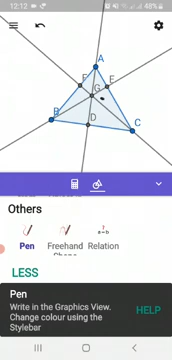 12:12 48%
A
F E
G
B
D C
Others
Pen Freehand Relation
Shape
LESS
Pen
Write in the Graphics View.
Change colour using the
Stylebar
HELP